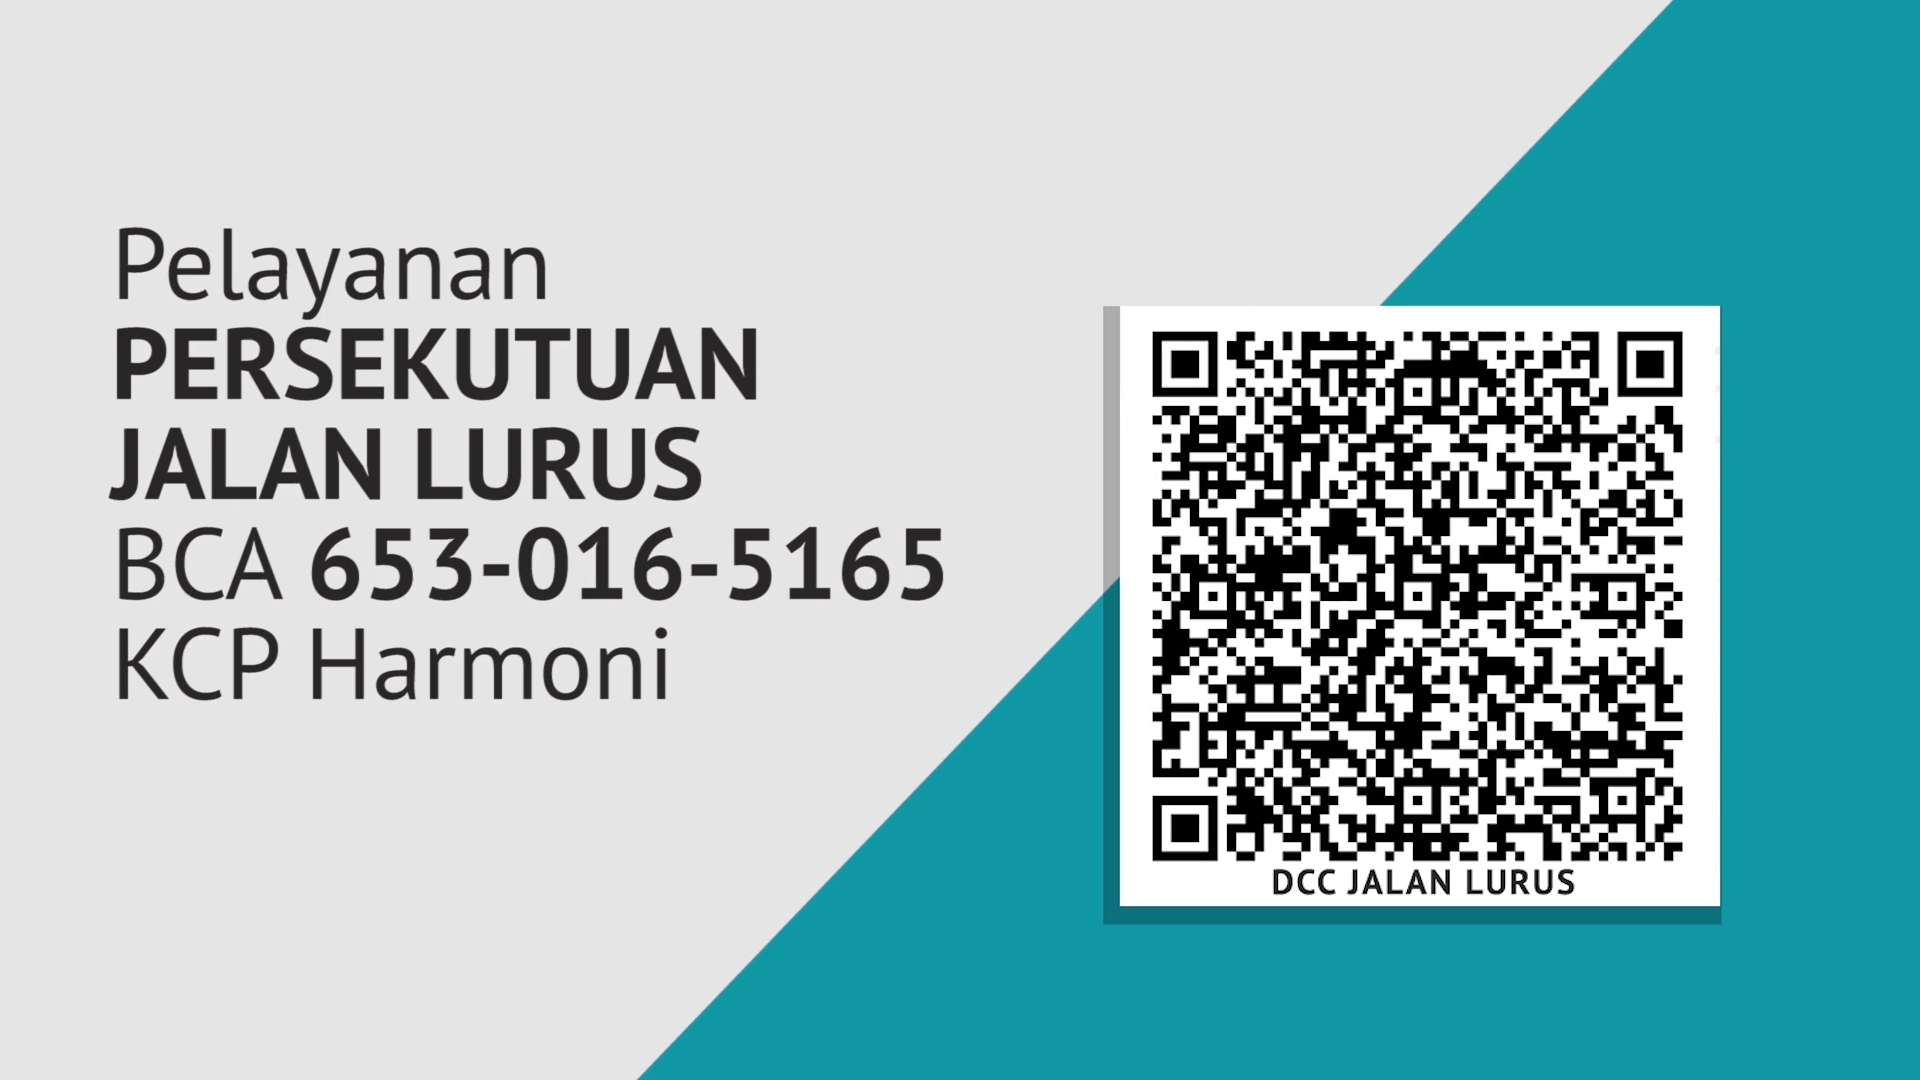 Pelayanan
PERSEKUTUAN
JALAN LURUS
BCA 653-016-5165
KCP Harmoni
DCC JALAN LURUS